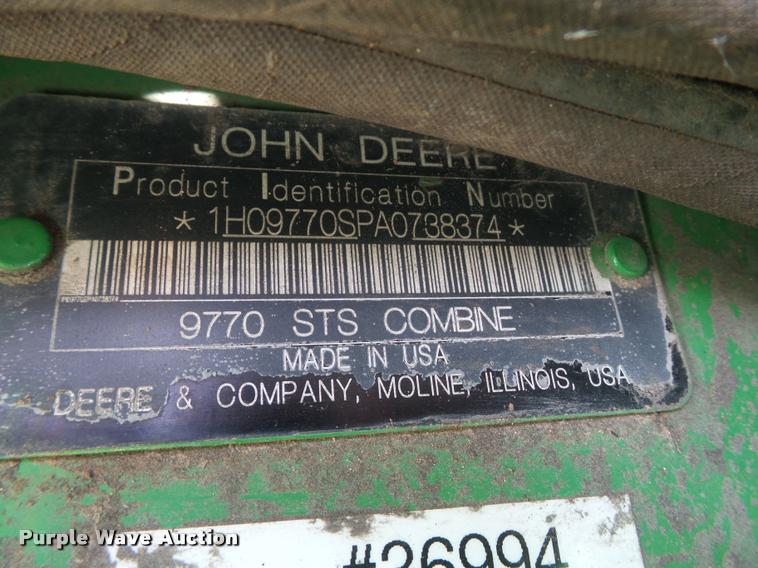 JOHN DEERE
Product Identification Number
*1H09770SPA0738374*
9770 STS COMBINE
MADE IN USA
DEERE & COMPANY, MOLINE, ILLINOIS, USA
#26994
Purple Wave Auction